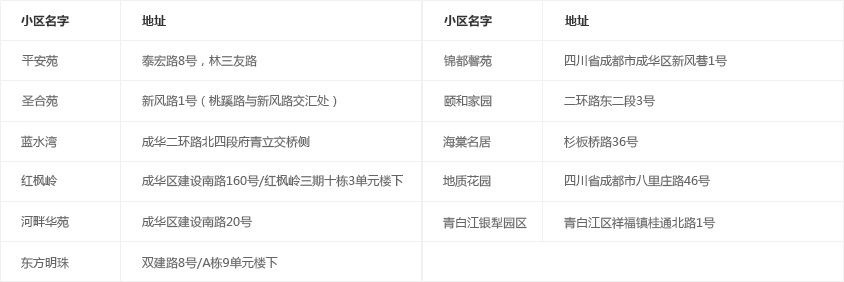 小区名字 地址 小区名字 地址
平安苑 泰宏路8号，林三友路 锦都馨苑 四川省成都市成华区新风巷1号
圣合苑 新风路1号（桃蹊路与新风路交汇处） 颐和家园 二环路东二段3号
蓝水湾 成华二环路北四段府青立交桥侧 海棠名居 杉板桥路36号
红枫岭 成华区建设南路160号/红枫岭三期十栋3单元楼下 地质花园 四川省成都市八里庄路46号
河畔华苑 成华区建设南路20号 青白江银犁园区 青白江区祥福镇桂通北路1号
东方明珠 双建路8号/A栋9单元楼下